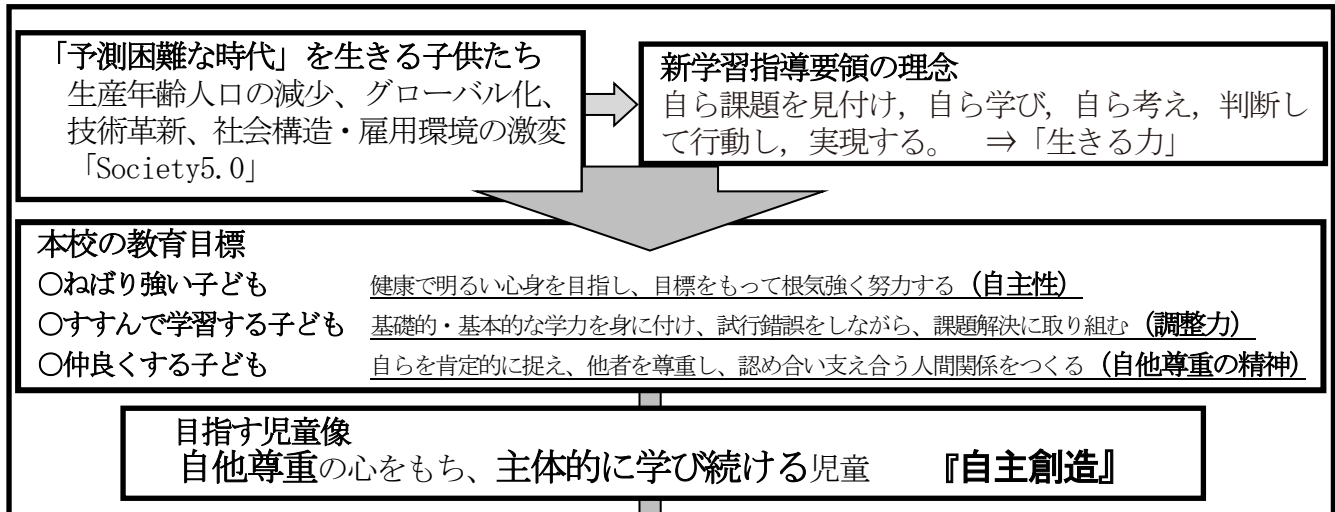 「予測困難な時代」を生きる子供たち
生産年齢人口の減少、グローバル化、
技術革新、社会構造・雇用環境の激変
「Society5.0」
新学習指導要領の理念
自ら課題を見付け，自ら学び，自ら考え，判断し
て行動し，実現する。　⇒「生きる力」
本校の教育目標
○ねばり強い子ども　健康で明るい心身を目指し、目標をもって根気強く努力する（自主性）
○すすんで学習する子ども　基礎的・基本的な学力を身に付け、試行錯誤をしながら、課題解決に取り組む（調整力）
○仲良くする子ども　自らを肯定的に捉え、他者を尊重し、認め合い支え合う人間関係をつくる（自他尊重の精神）
目指す児童像
自他尊重の心をもち、主体的に学び続ける児童　『自主創造』